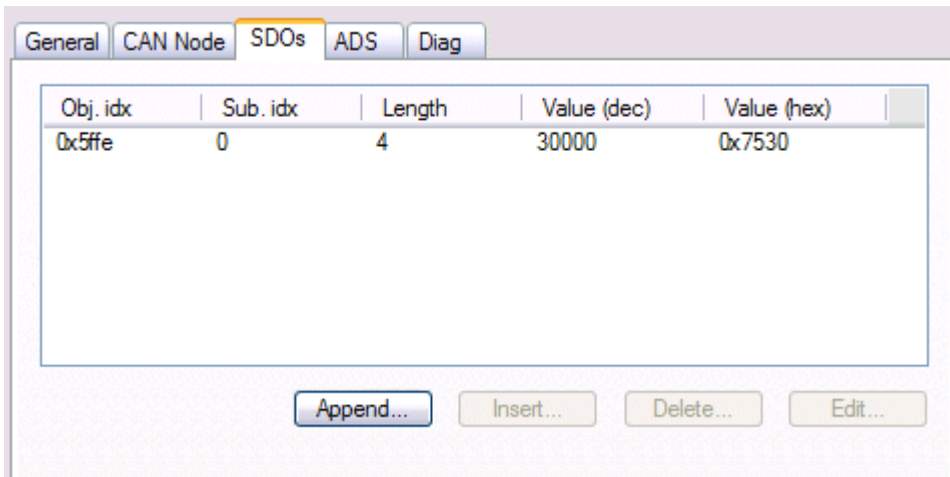 General CAN Node SDOs ADS Diag
Obj. idx Sub. idx Length Value (dec) Value (hex)
0x5ffe 0 4 30000 0x7530
Append... Insert... Delete... Edit...